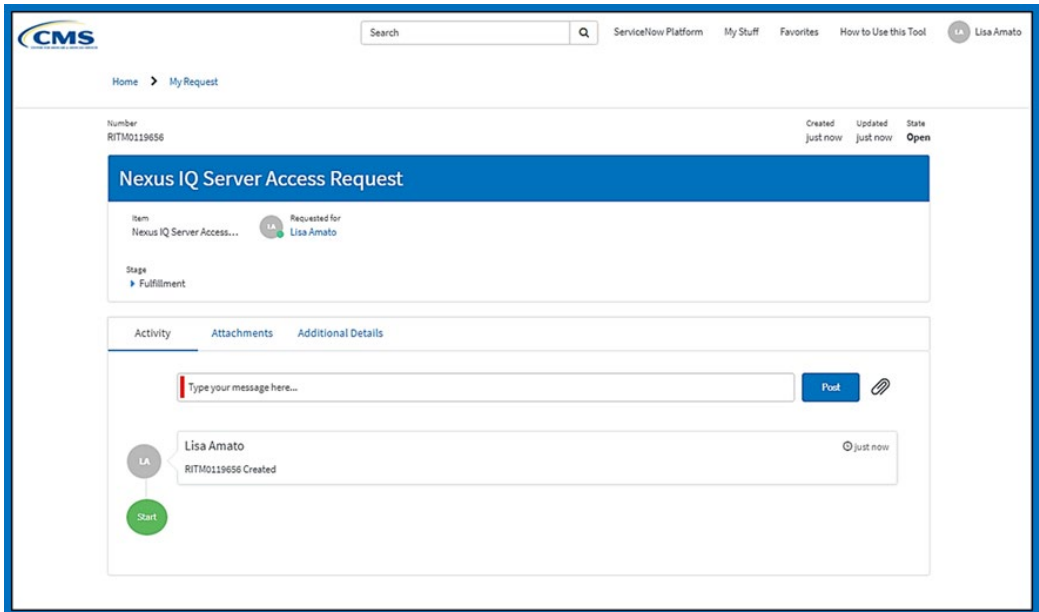 CMS
Search
ServiceNow Platform
My Stuff
Favorites
How to Use this Tool
LA
Lisa Amato
Home
My Request
Number
RITM0119656
Created
just now
Updated
just now
State
Open
Nexus IQ Server Access Request
Item
Nexus IQ Server Access...
LA
Requested for
Lisa Amato
Stage
Fulfillment
Activity
Attachments
Additional Details
Type your message here...
Post
LA
Lisa Amato
just now
RITM0119656 Created
Start